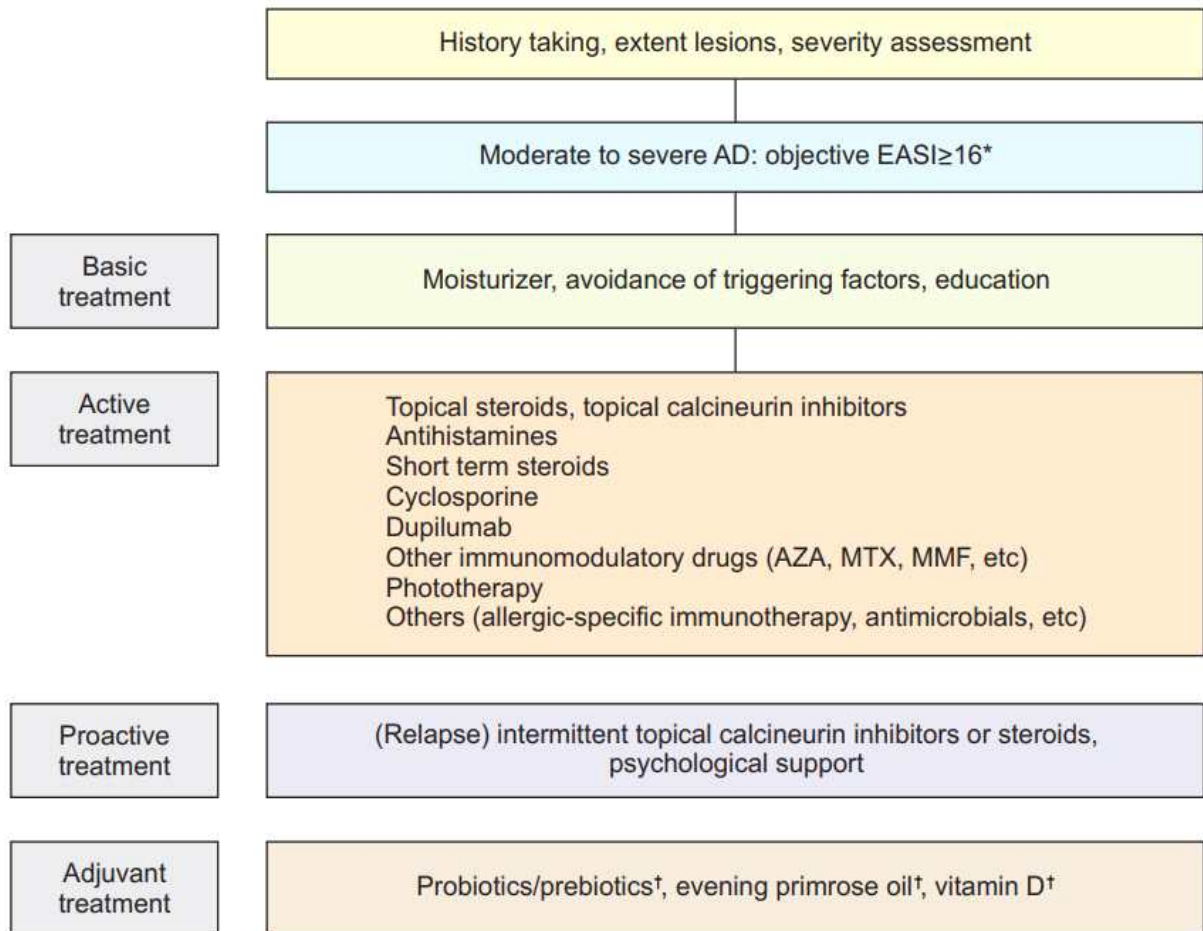 History taking, extent lesions, severity assessment
Moderate to severe AD: objective EASI≥16*
Basic
treatment
Moisturizer, avoidance of triggering factors, education
Active
treatment
Topical steroids, topical calcineurin inhibitors
Antihistamines
Short term steroids
Cyclosporine
Dupilumab
Other immunomodulatory drugs (AZA, MTX, MMF, etc)
Phototherapy
Others (allergic-specific immunotherapy, antimicrobials, etc)
Proactive
treatment
(Relapse) intermittent topical calcineurin inhibitors or steroids,
psychological support
Adjuvant
treatment
Probiotics/prebiotics†, evening primrose oil†, vitamin D†